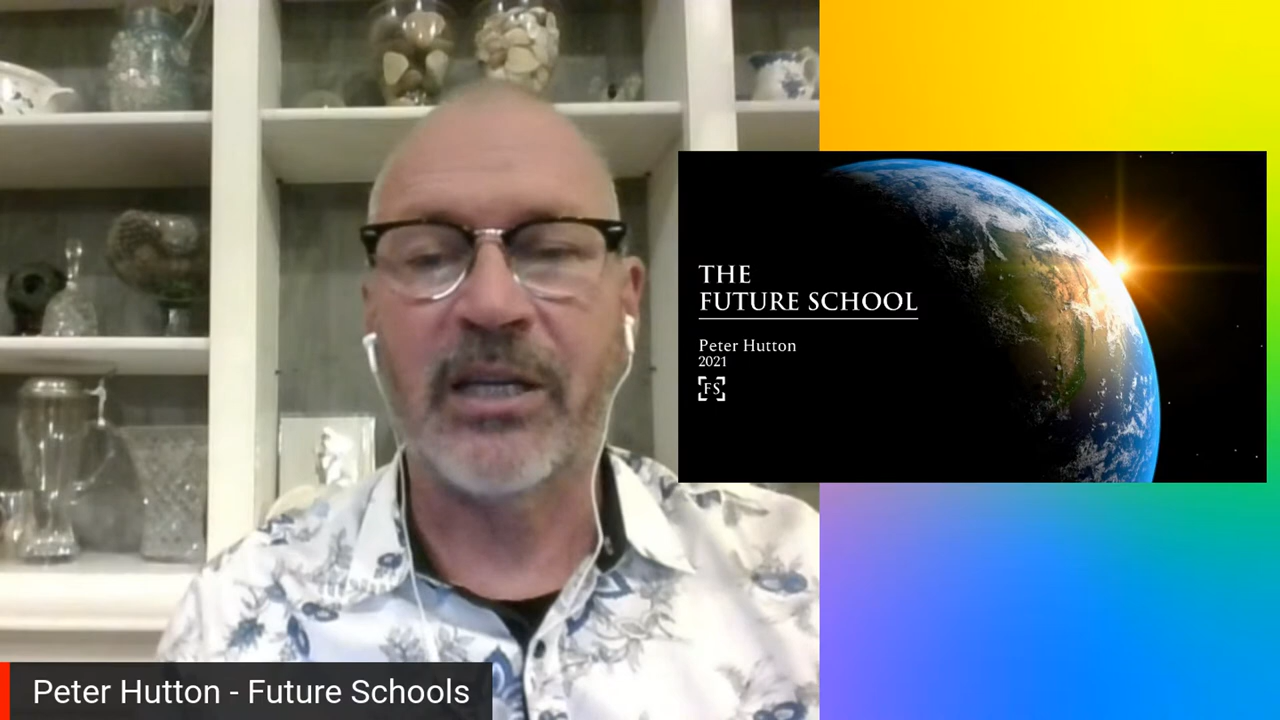 THE
FUTURE SCHOOL
Peter Hutton
2021
FS
Peter Hutton - Future Schools